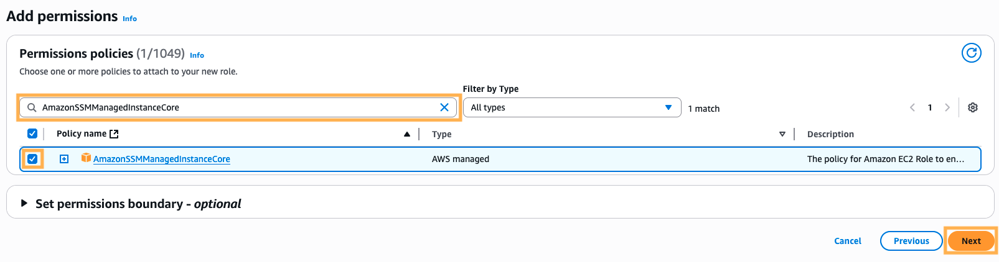 Add permissions Info
Permissions policies (1/1049) Info
Choose one or more policies to attach to your new role.
Filter by Type
AmazonSSMManagedInstanceCore All types 1 match 1
Policy name Type Description
AmazonSSMManagedInstanceCore AWS managed The policy for Amazon EC2 Role to en...
Set permissions boundary - optional
Cancel Previous Next